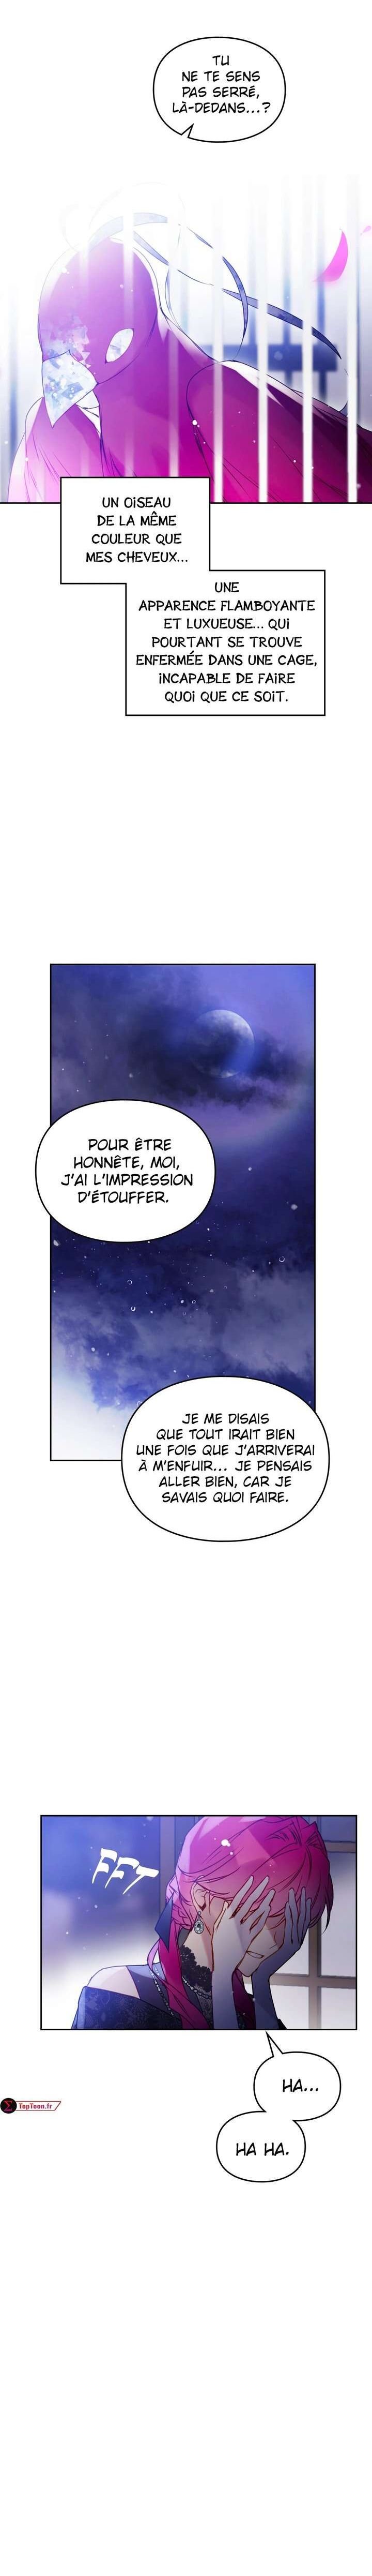 TU
NE TE SENS
PAS SERRÉ,
LÀ-DEDANS...?
UN OISEAU
DE LA MÊME
COULEUR QUE
MES CHEVEUX...
UNE
APPARENCE FLAMBOYANTE
ET LUXUEUSE... QUI
POURTANT SE TROUVE
ENFERMÉE DANS UNE CAGE,
INCAPABLE DE FAIRE
QUOI QUE CE SOIT.
POUR ÊTRE
HONNÊTE, MOI,
J'AI L'IMPRESSION
D'ÉTOUFFER.
JE ME DISAIS
QUE TOUT IRAIT BIEN
UNE FOIS QUE J'ARRIVERAI
À M'ENFUIR... JE PENSAIS
ALLER BIEN, CAR JE
SAVAIS QUOI FAIRE.
FFT
HA...
HA HA.
TopToon.fr